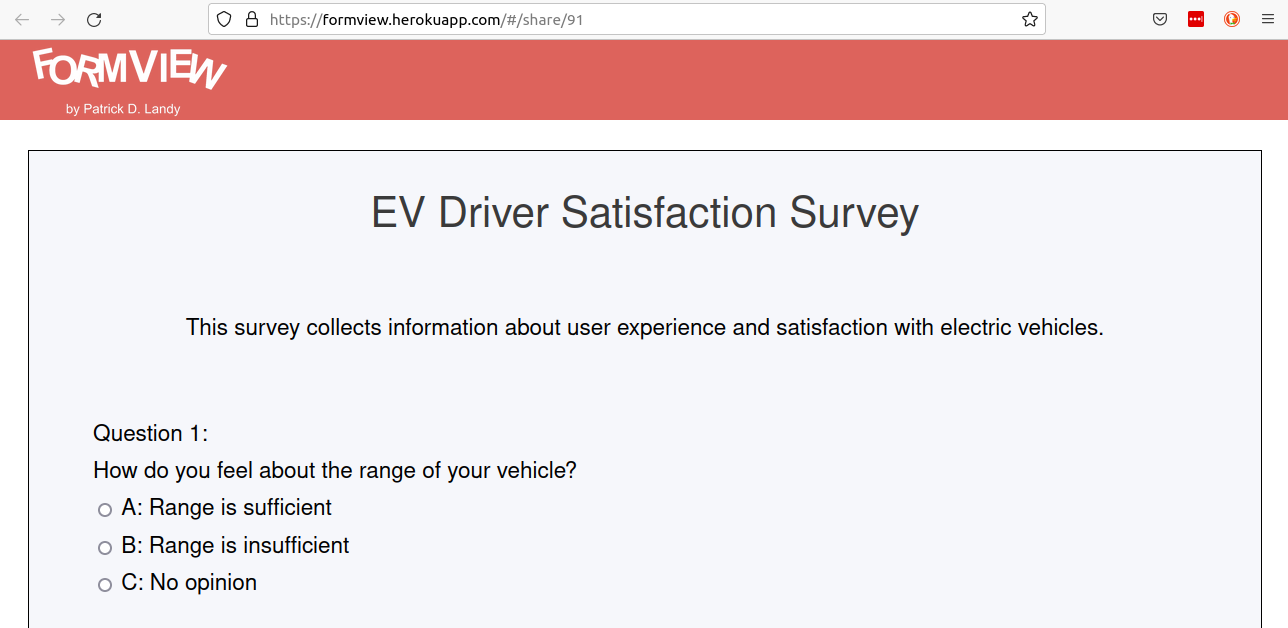 https://formview.herokuapp.com/#/share/91
FORMVIEW
by Patrick D. Landy
EV Driver Satisfaction Survey
This survey collects information about user experience and satisfaction with electric vehicles.
Question 1:
How do you feel about the range of your vehicle?
A: Range is sufficient
B: Range is insufficient
C: No opinion